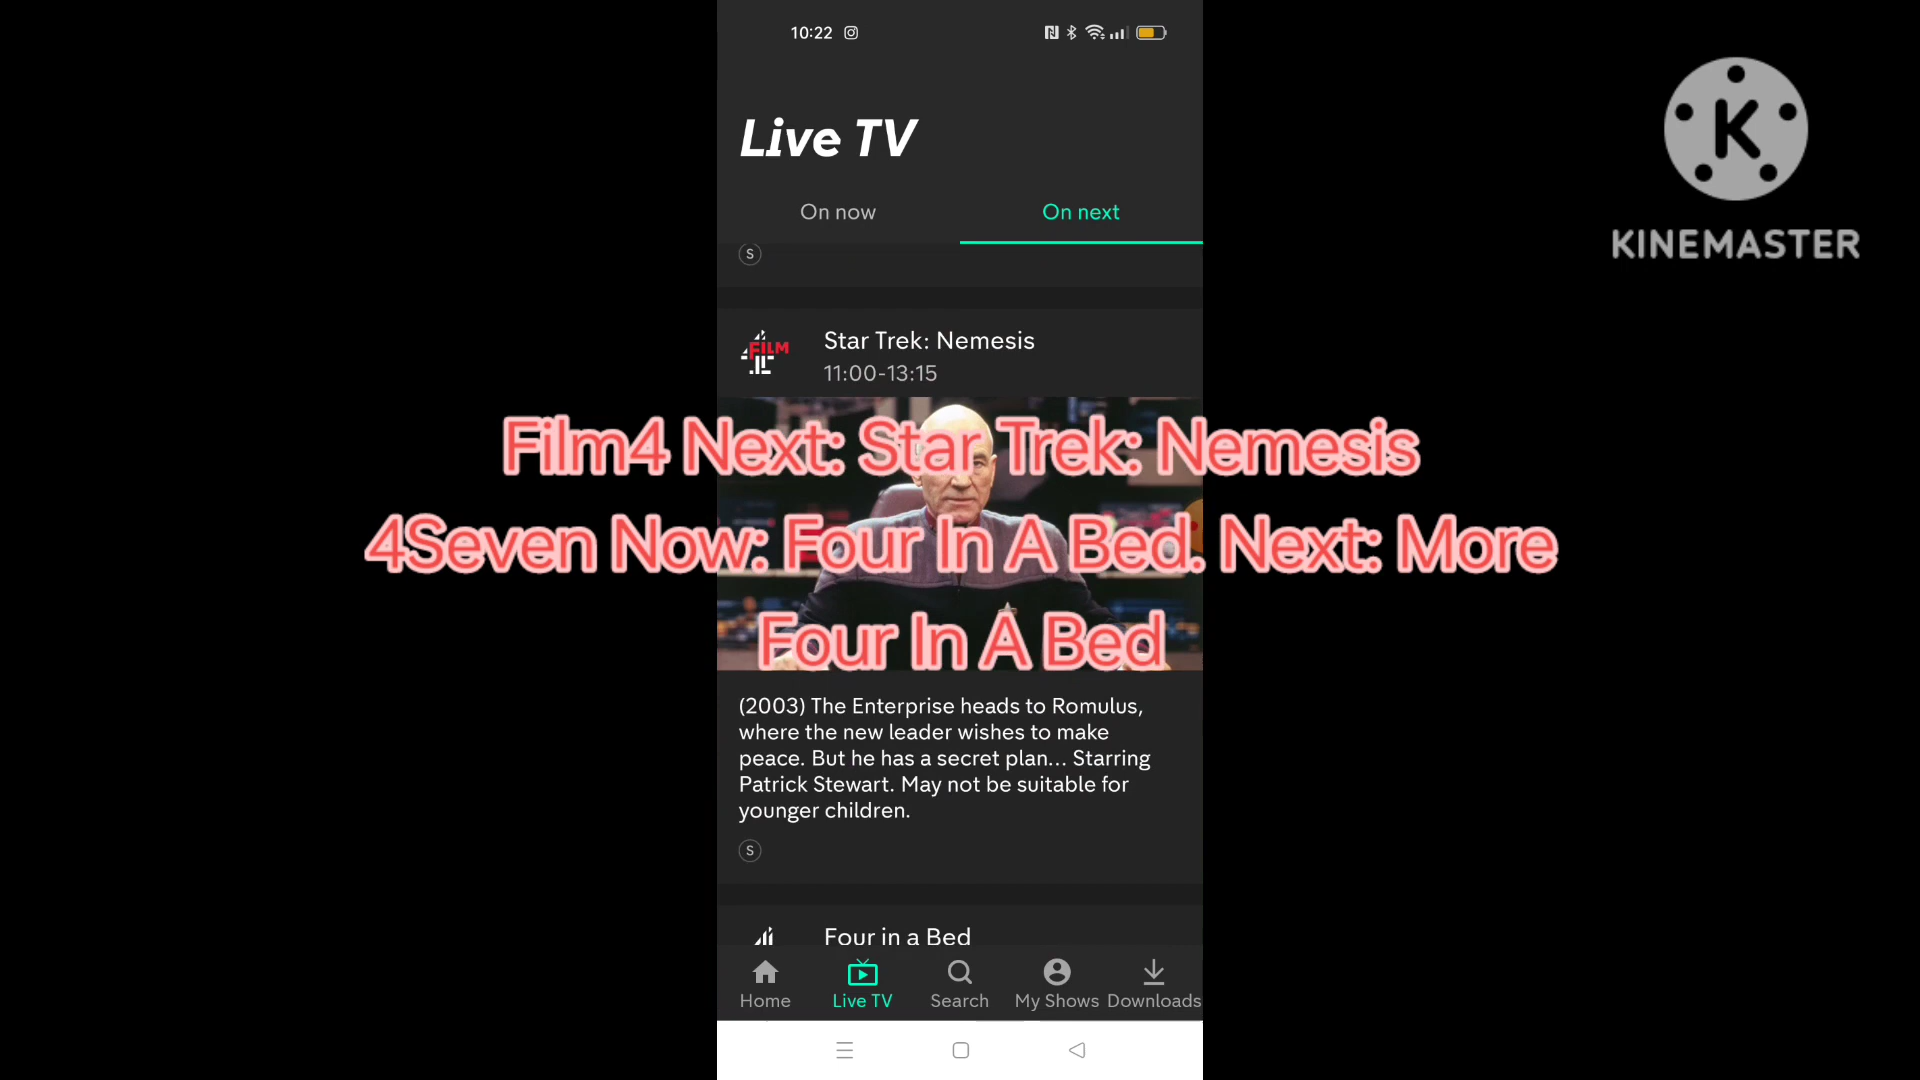 10:22
KINEMASTER
Live TV
On now
On next
S
FILM
Star Trek: Nemesis
11:00-13:15
Film4 Next: Star Trek: Nemesis
4Seven Now: Four In A Bed. Next: More
Four In A Bed
(2003) The Enterprise heads to Romulus,
where the new leader wishes to make
peace. But he has a secret plan... Starring
Patrick Stewart. May not be suitable for
younger children.
S
Four in a Bed
Home
Live TV
Search
My Shows
Downloads